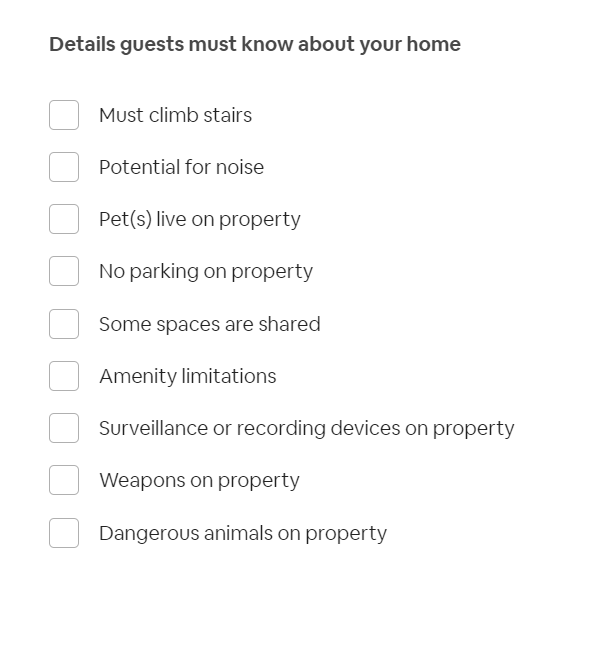 Details guests must know about your home
Must climb stairs
Potential for noise
Pet(s) live on property
No parking on property
Some spaces are shared
Amenity limitations
Surveillance or recording devices on property
Weapons on property
Dangerous animals on property